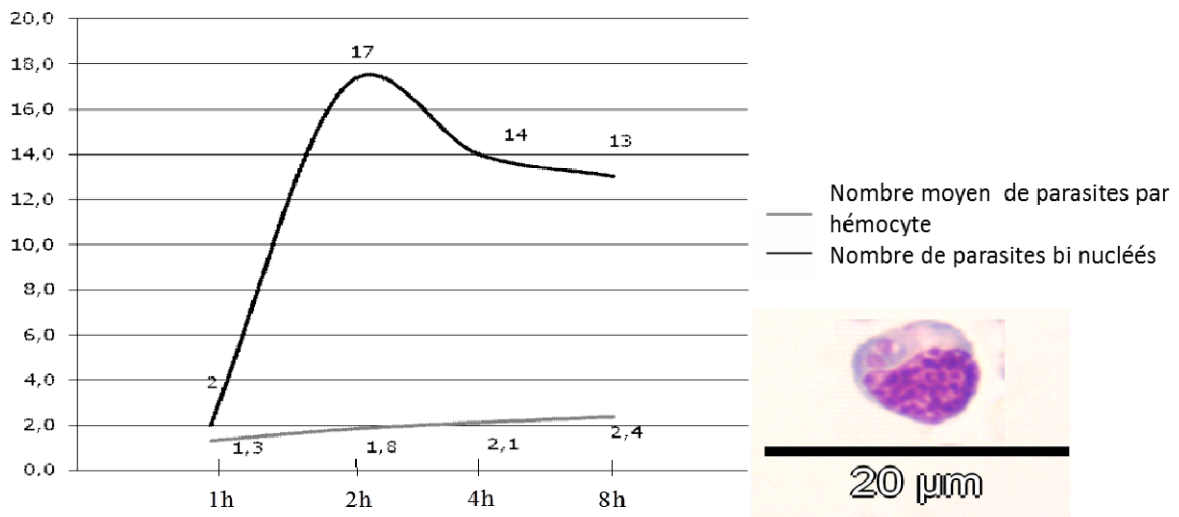 20,0
18,0
16,0
14,0
12,0
10,0
8,0
6,0
4,0
2,0
0,0
2
17
14
13
1,3
1,8
2,1
2,4
1h
2h
4h
8h
Nombre moyen de parasites par
hémocyte
Nombre de parasites bi nucléés
20 µm